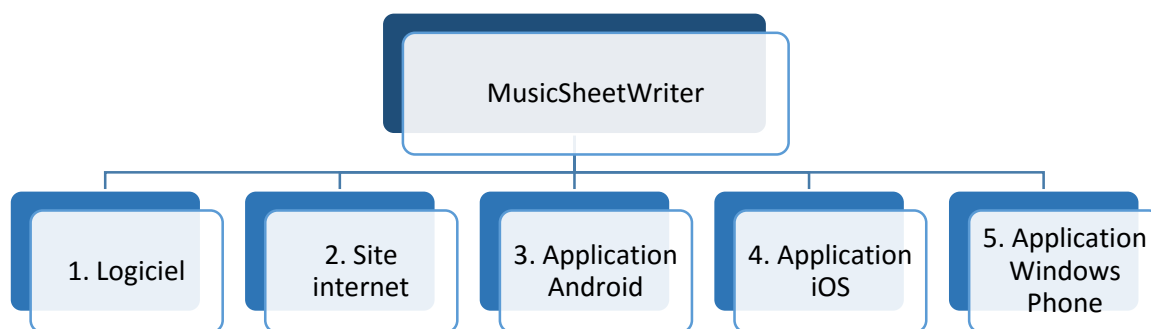 MusicSheetWriter
1. Logiciel
2. Site
internet
3. Application
Android
4. Application
iOS
5. Application
Windows
Phone